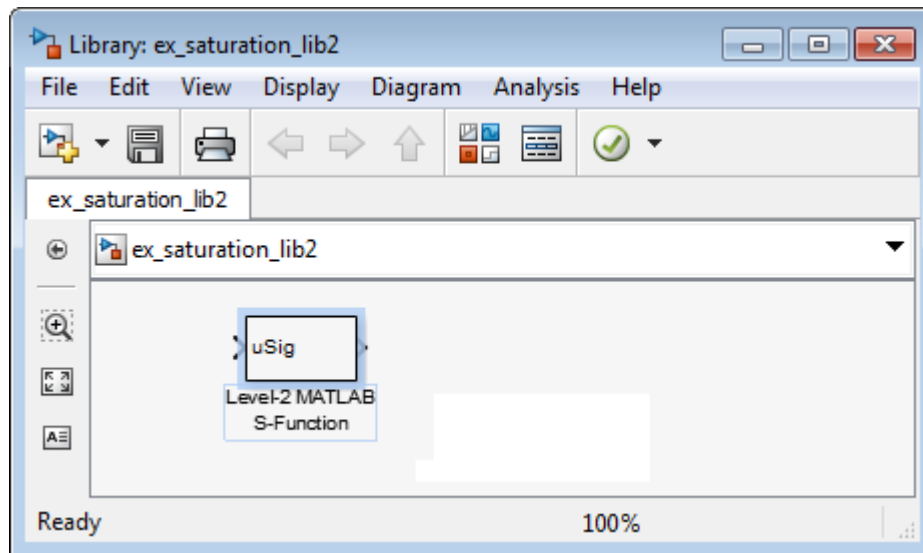 Library: ex_saturation_lib2
File Edit View Display Diagram Analysis Help
ex_saturation_lib2
ex_saturation_lib2
uSig
Level-2 MATLAB
S-Function
Ready 100%